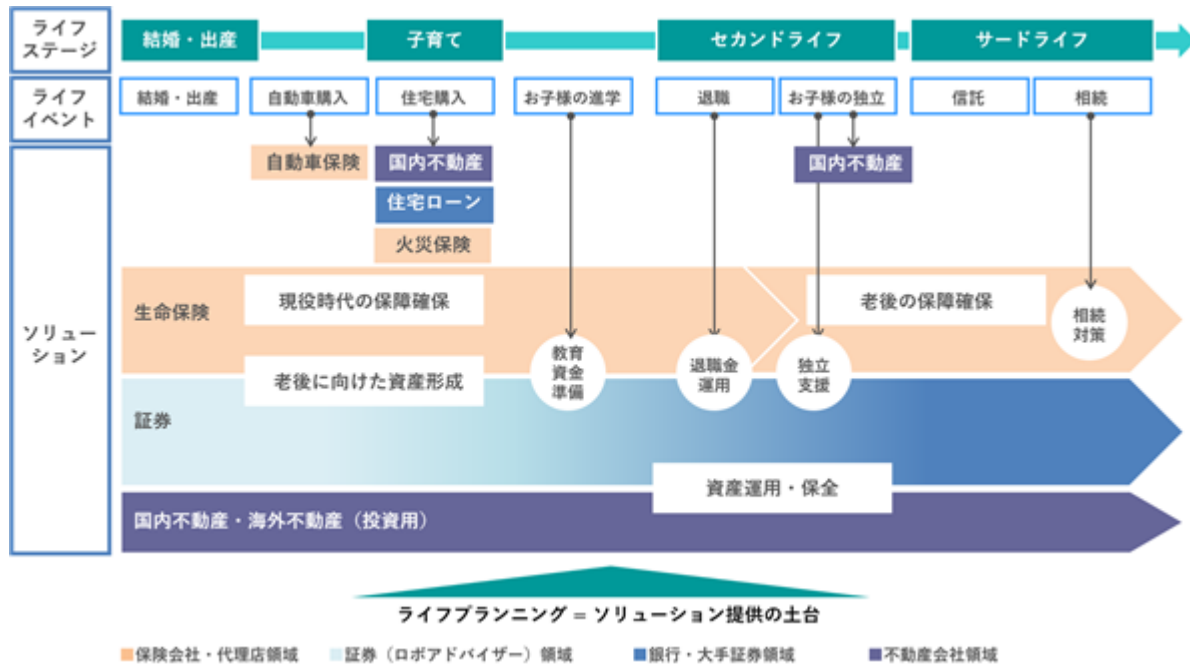 ライフ
ステージ
結婚・出産
子育て
セカンドライフ
サードライフ
ライフ
イベント
結婚・出産
自動車購入
住宅購入
お子様の進学
退職
お子様の独立
信託
相続
ソリュー
ション
自動車保険
国内不動産
国内不動産
住宅ローン
火災保険
生命保険
現役時代の保障確保
老後の保障確保
相続
対策
老後に向けた資産形成
教育
資金
準備
退職金
運用
独立
支援
証券
資産運用・保全
国内不動産・海外不動産（投資用）
ライフプランニング = ソリューション提供の土台
保険会社・代理店領域
証券（ロボアドバイザー）領域
銀行・大手証券領域
不動産会社領域